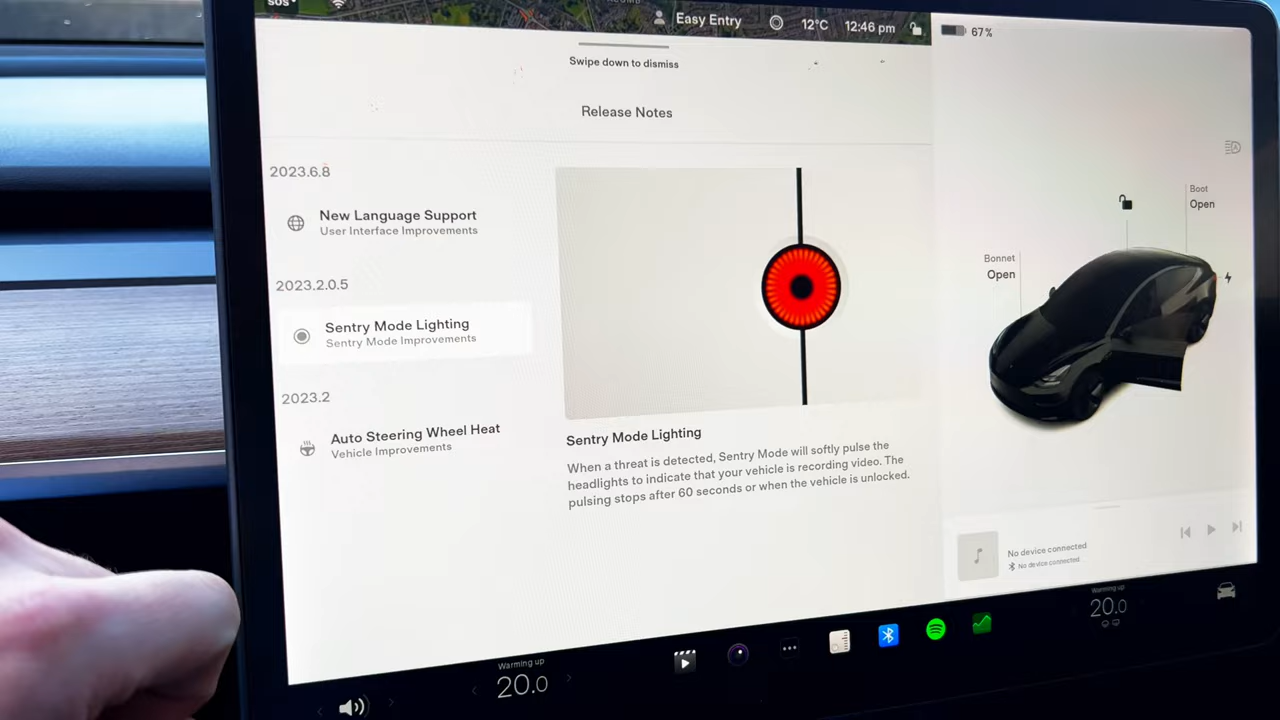 SOS
Easy Entry
12°C
12:46 pm
67%
Swipe down to dismiss
Release Notes
2023.6.8
New Language Support
User Interface Improvements
2023.2.0.5
Sentry Mode Lighting
Sentry Mode Improvements
2023.2
Auto Steering Wheel Heat
Vehicle Improvements
Sentry Mode Lighting
When a threat is detected, Sentry Mode will softly pulse the
headlights to indicate that your vehicle is recording video. The
pulsing stops after 60 seconds or when the vehicle is unlocked.
Boot
Open
Bonnet
Open
No device connected
No device connected
Warming up
20.0
Warming up
20.0